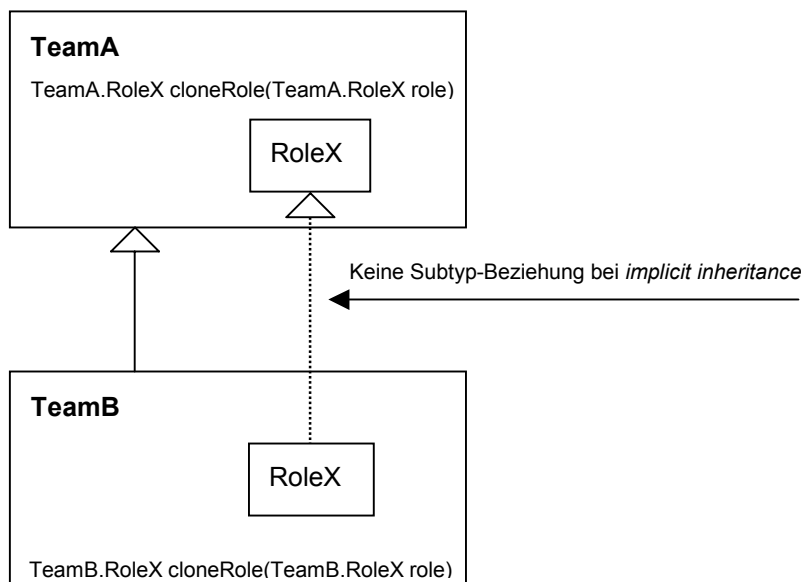 TeamA
TeamA.RoleX cloneRole(TeamA.RoleX role)
RoleX
Keine Subtyp-Beziehung bei implicit inheritance
TeamB
RoleX
TeamB.RoleX cloneRole(TeamB.RoleX role)